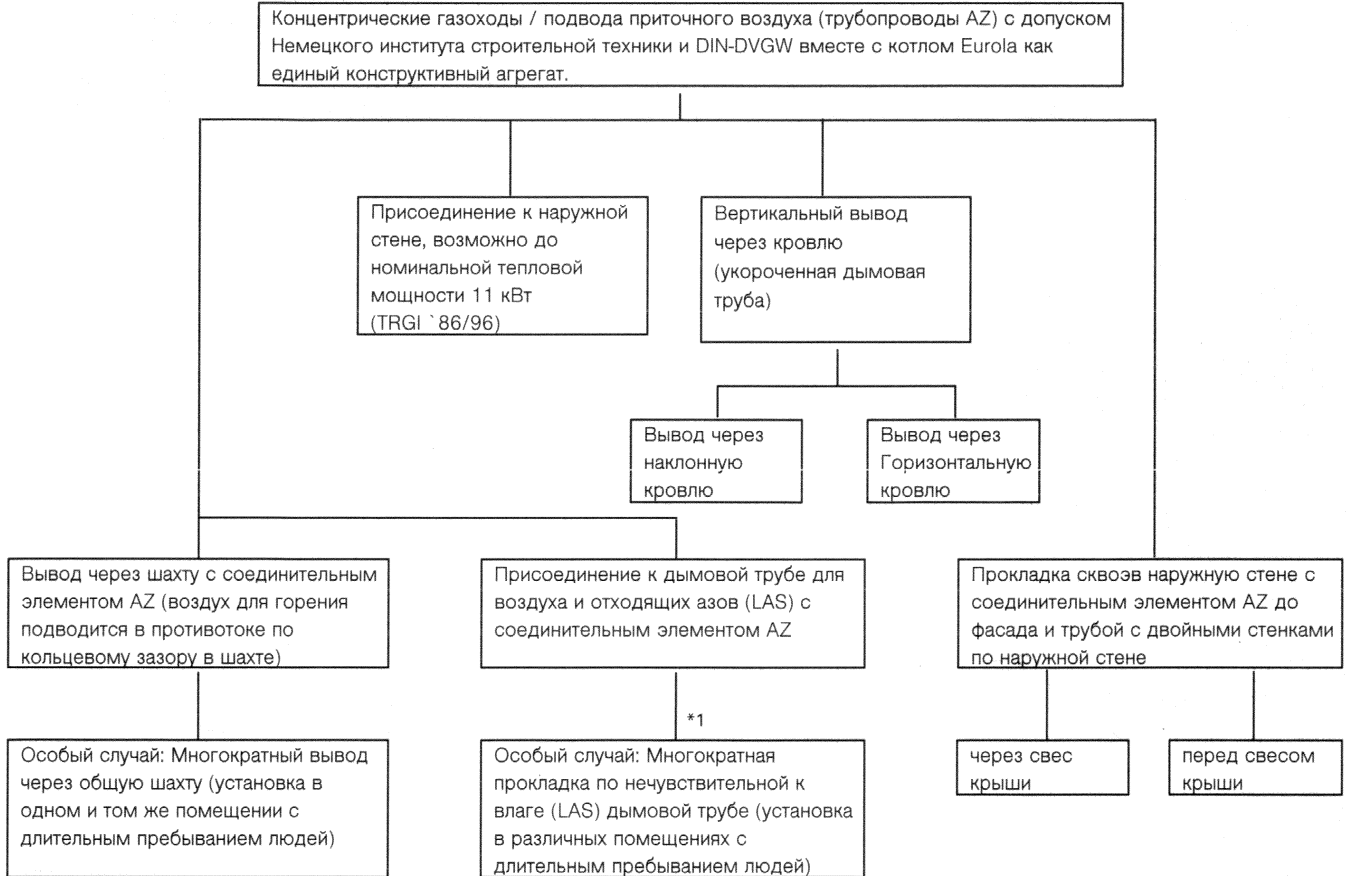 Концентрические газоходы / подвода приточного воздуха (трубопроводы AZ) с допуском
Немецкого института строительной техники и DIN-DVGW вместе с котлом Eurola как
единый конструктивный агрегат.
Присоединение к наружной
стене, возможно до
номинальной тепловой
мощности 11 кВт
(TRGI `86/96)
Вертикальный вывод
через кровлю
(укороченная дымовая
труба)
Вывод через
наклонную
кровлю
Вывод через
Горизонтальную
кровлю
Вывод через шахту с соединительным
элементом AZ (воздух для горения
подводится в противотоке по
кольцевому зазору в шахте)
Присоединение к дымовой трубе для
воздуха и отходящих азов (LAS) с
соединительным элементом AZ
Прокладка сквоэв наружную стене с
соединительным элементом AZ до
фасада и трубой с двойными стенками
по наружной стене
*1
Особый случай: Многократный вывод
через общую шахту (установка в
одном и том же помещении с
длительным пребыванием людей)
Особый случай: Многократная
прокладка по нечувствительной к
влаге (LAS) дымовой трубе (установка
в различных помещениях с
длительным пребыванием людей)
через свес
крыши
перед свесом
крыши